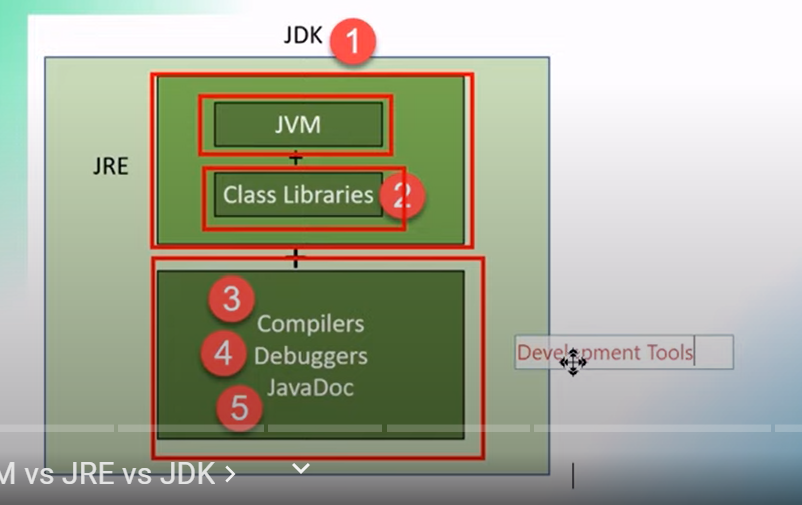 JDK 1
JVM
JRE
+
Class Libraries 2
+
3
Compilers
4 Debuggers
Development Tools
JavaDoc
5
M vs JRE vs JDK >